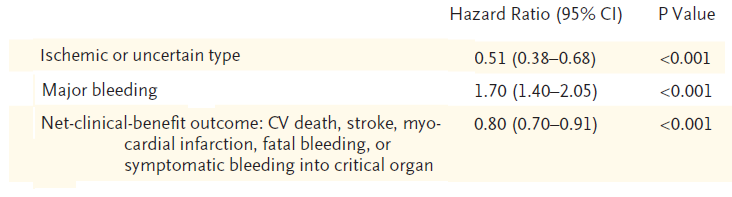 Hazard Ratio (95% CI) P Value
Ischemic or uncertain type 0.51 (0.38–0.68) <0.001
Major bleeding 1.70 (1.40–2.05) <0.001
Net-clinical-benefit outcome: CV death, stroke, myo- 0.80 (0.70–0.91) <0.001
cardial infarction, fatal bleeding, or
symptomatic bleeding into critical organ